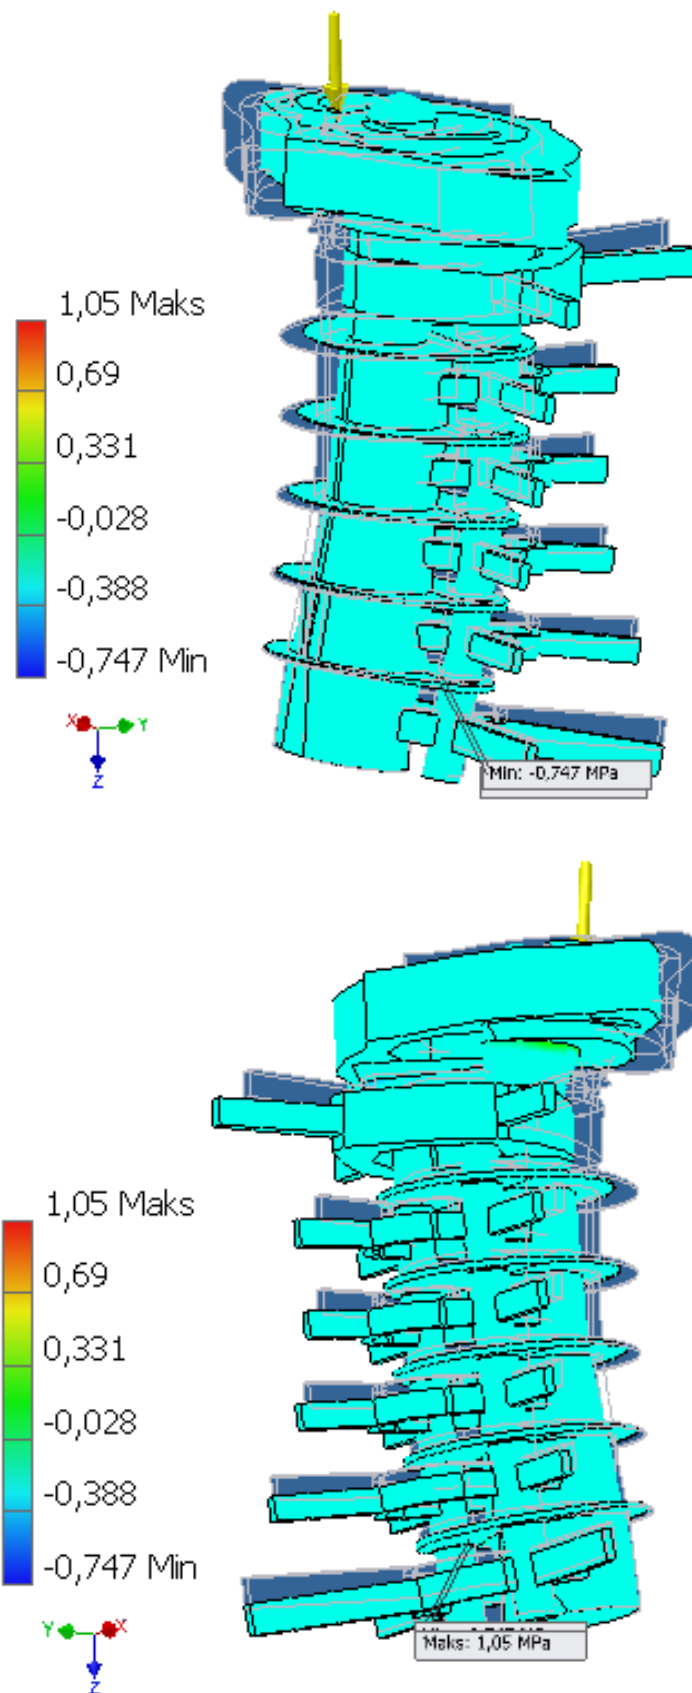 1,05 Maks
0,69
0,331
-0,028
-0,388
-0,747 Min
X
Y
Z
Min: -0,747 MPa
1,05 Maks
0,69
0,331
-0,028
-0,388
-0,747 Min
Y
X
Z
Maks: 1,05 MPa